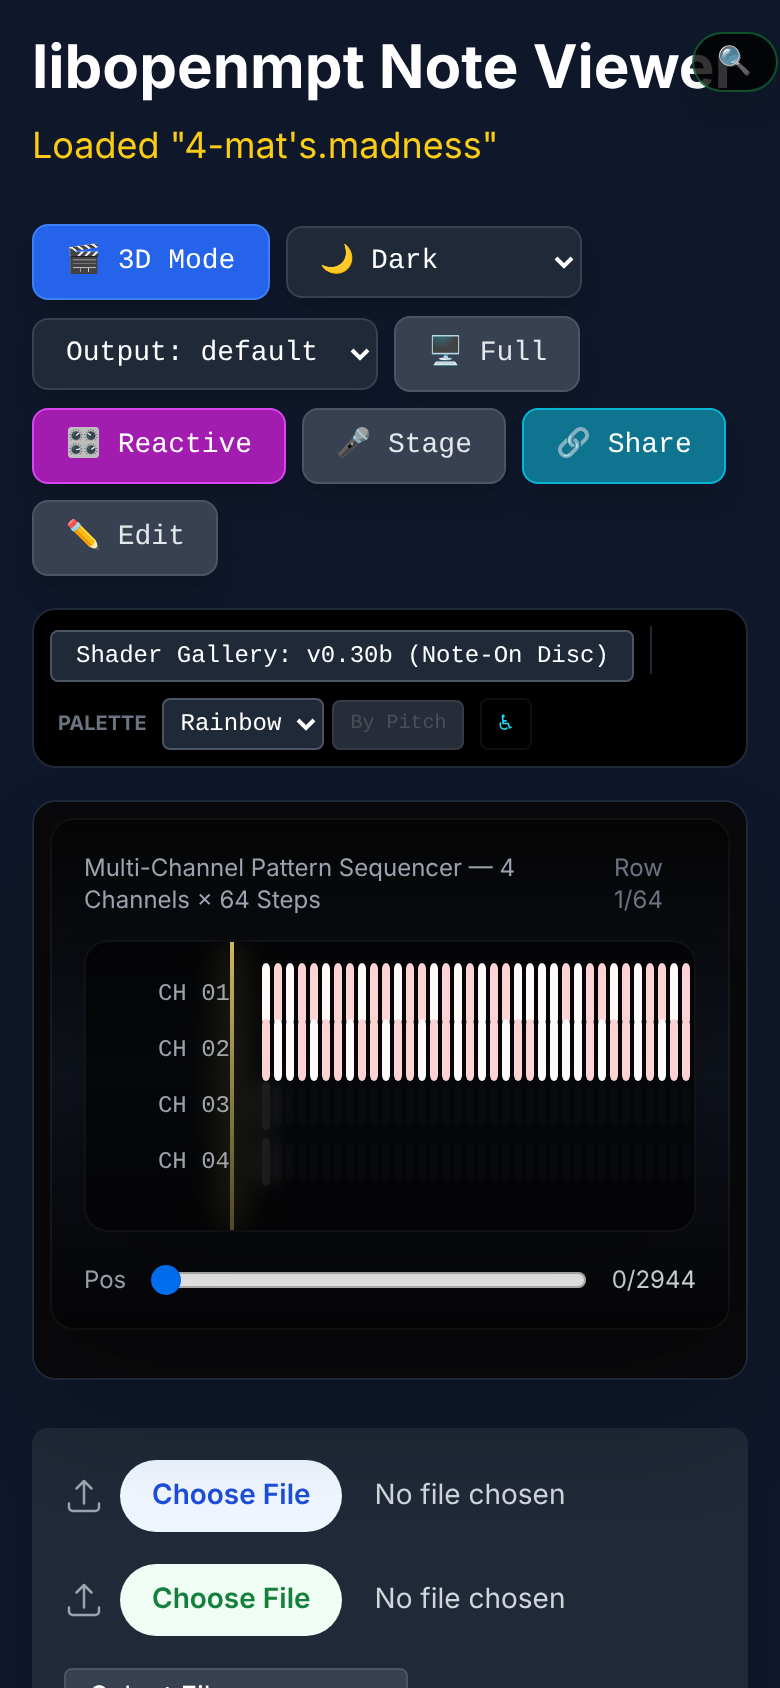 libopenmpt Note Viewer
Loaded "4-mat's.madness"
3D Mode
Dark
Output: default
Full
Reactive
Stage
Share
Edit
Shader Gallery: v0.30b (Note-On Disc)
PALETTE
Rainbow
By Pitch
Multi-Channel Pattern Sequencer — 4
Channels × 64 Steps
Row
1/64
CH 01
CH 02
CH 03
CH 04
Pos
0/2944
Choose File
No file chosen
Choose File
No file chosen